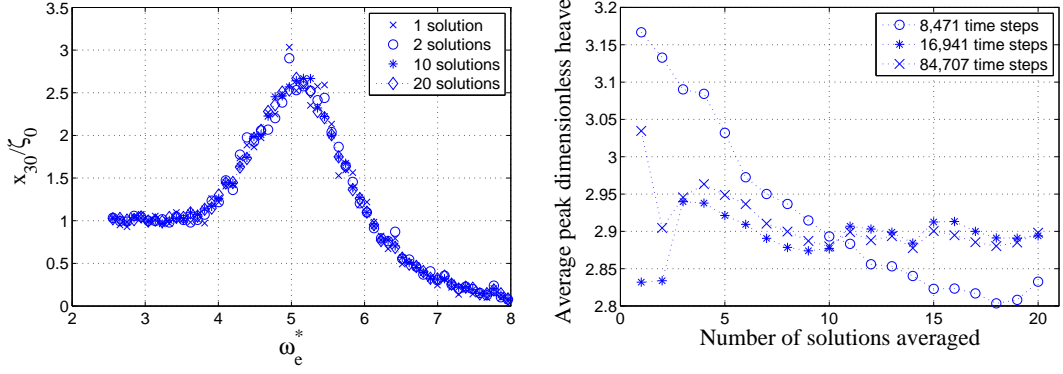 3.5
3
2.5
2
1.5
1
0.5
0
2 3 4 5 6 7 8
x_30/ζ_0
ω_e^*
1 solution
2 solutions
10 solutions
20 solutions
3.2
3.15
3.1
3.05
3
2.95
2.9
2.85
2.8
0 5 10 15 20
Average peak dimensionless heave
Number of solutions averaged
8,471 time steps
16,941 time steps
84,707 time steps